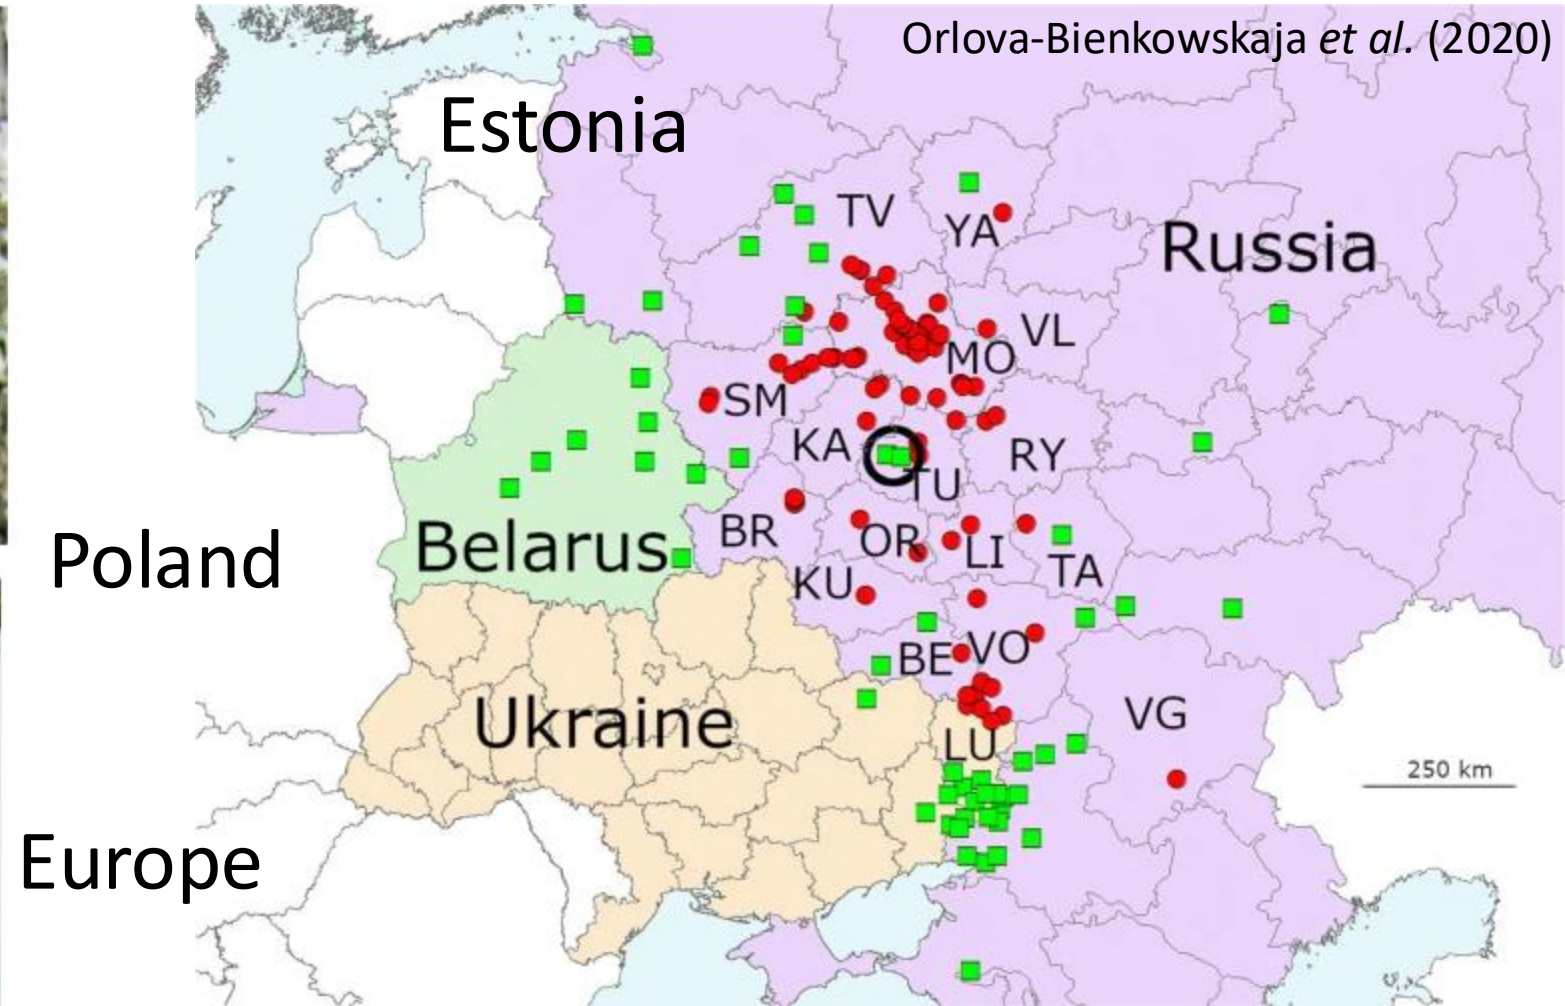 Orlova-Bienkowskaja et al. (2020)
Estonia
TV
YA
Russia
VL
MO
SM
KA
RY
TU
Poland
Belarus
BR
OR
LI
TA
KU
BE
VO
Ukraine
LU
VG
250 km
Europe